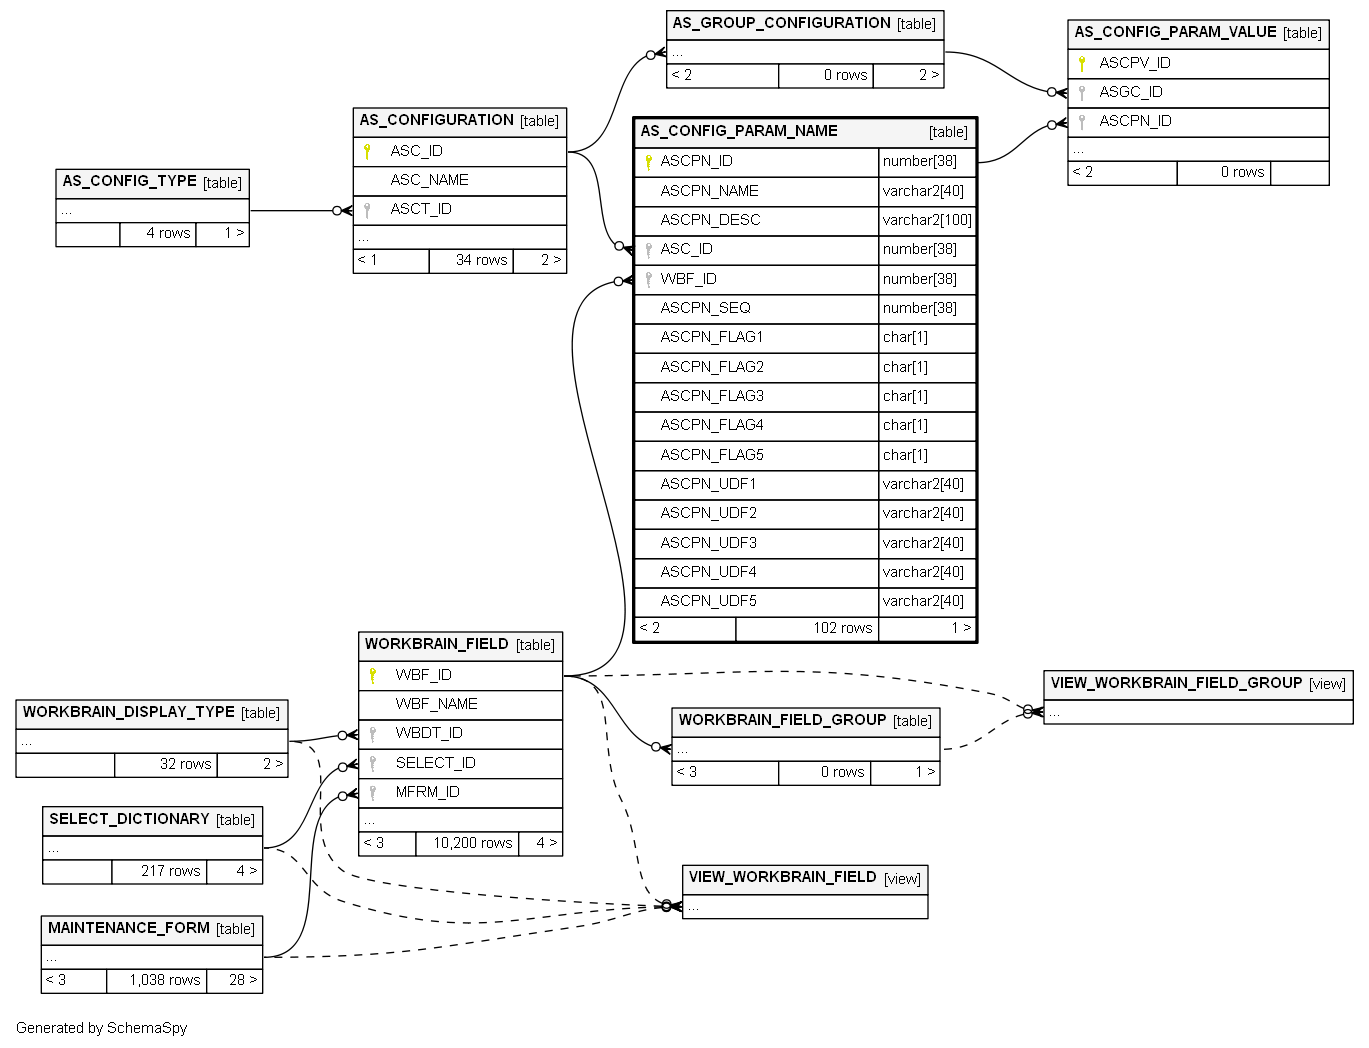 AS_GROUP_CONFIGURATION [table]
...
< 2 0 rows 2 >
AS_CONFIG_PARAM_VALUE [table]
ASCPV_ID
ASGC_ID
ASCPN_ID
...
< 2 0 rows
AS_CONFIGURATION [table]
ASC_ID
ASC_NAME
ASCT_ID
...
< 1 34 rows 2 >
AS_CONFIG_TYPE [table]
...
4 rows 1 >
AS_CONFIG_PARAM_NAME [table]
ASCPN_ID number[38]
ASCPN_NAME varchar2[40]
ASCPN_DESC varchar2[100]
ASC_ID number[38]
WBF_ID number[38]
ASCPN_SEQ number[38]
ASCPN_FLAG1 char[1]
ASCPN_FLAG2 char[1]
ASCPN_FLAG3 char[1]
ASCPN_FLAG4 char[1]
ASCPN_FLAG5 char[1]
ASCPN_UDF1 varchar2[40]
ASCPN_UDF2 varchar2[40]
ASCPN_UDF3 varchar2[40]
ASCPN_UDF4 varchar2[40]
ASCPN_UDF5 varchar2[40]
< 2 102 rows 1 >
WORKBRAIN_FIELD [table]
WBF_ID
WBF_NAME
WBDT_ID
SELECT_ID
MFRM_ID
...
< 3 10,200 rows 4 >
WORKBRAIN_DISPLAY_TYPE [table]
...
32 rows 2 >
SELECT_DICTIONARY [table]
...
217 rows 4 >
MAINTENANCE_FORM [table]
...
< 3 1,038 rows 28 >
WORKBRAIN_FIELD_GROUP [table]
...
< 3 0 rows 1 >
VIEW_WORKBRAIN_FIELD_GROUP [view]
...
VIEW_WORKBRAIN_FIELD [view]
...
Generated by SchemaSpy